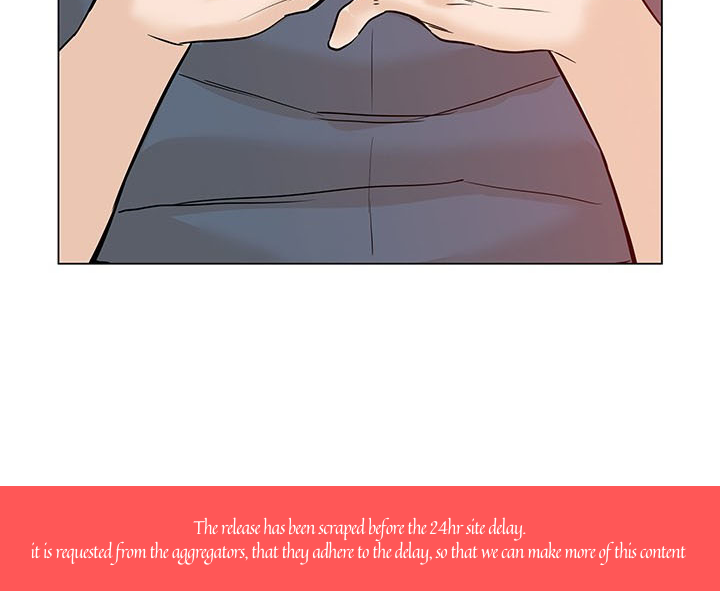 The release has been scraped before the 24hr site delay.
it is requested from the aggregators, that they adhere to the delay, so that we can make more of this content